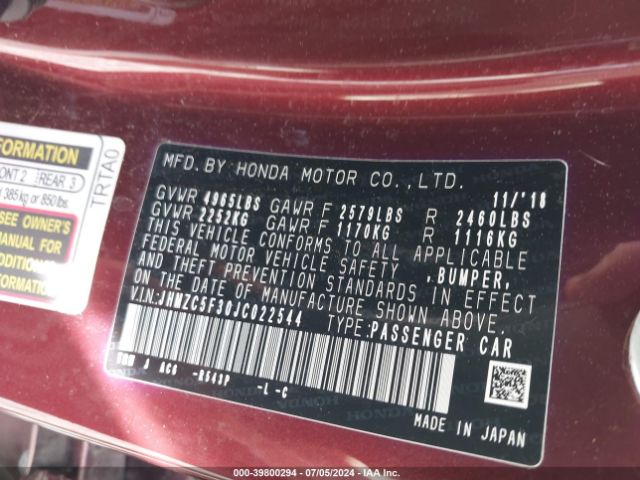 FORMATION
ONT 2 REAR 3
385 kg or 850 lbs.
SEE OWNER'S
MANUAL FOR
ADDITIONAL
TRTA0
MFD. BY HONDA MOTOR CO., LTD. 11/'18
GVWR 4965LBS GAWR F 2579LBS R 2460LBS
GVWR 2252KG GAWR F 1170KG R 1116KG
THIS VEHICLE CONFORMS TO ALL APPLICABLE
FEDERAL MOTOR VEHICLE SAFETY ,BUMPER,
AND THEFT PREVENTION STANDARDS IN EFFECT
ON THE DATE OF MANUFACTURE SHOWN ABOVE.
VIN:JHMZC5F30JC022544 TYPE:PASSENGER CAR
J AC6 -R543P -L -C
MADE IN JAPAN
000-39800294 - 07/05/2024 - IAA Inc.